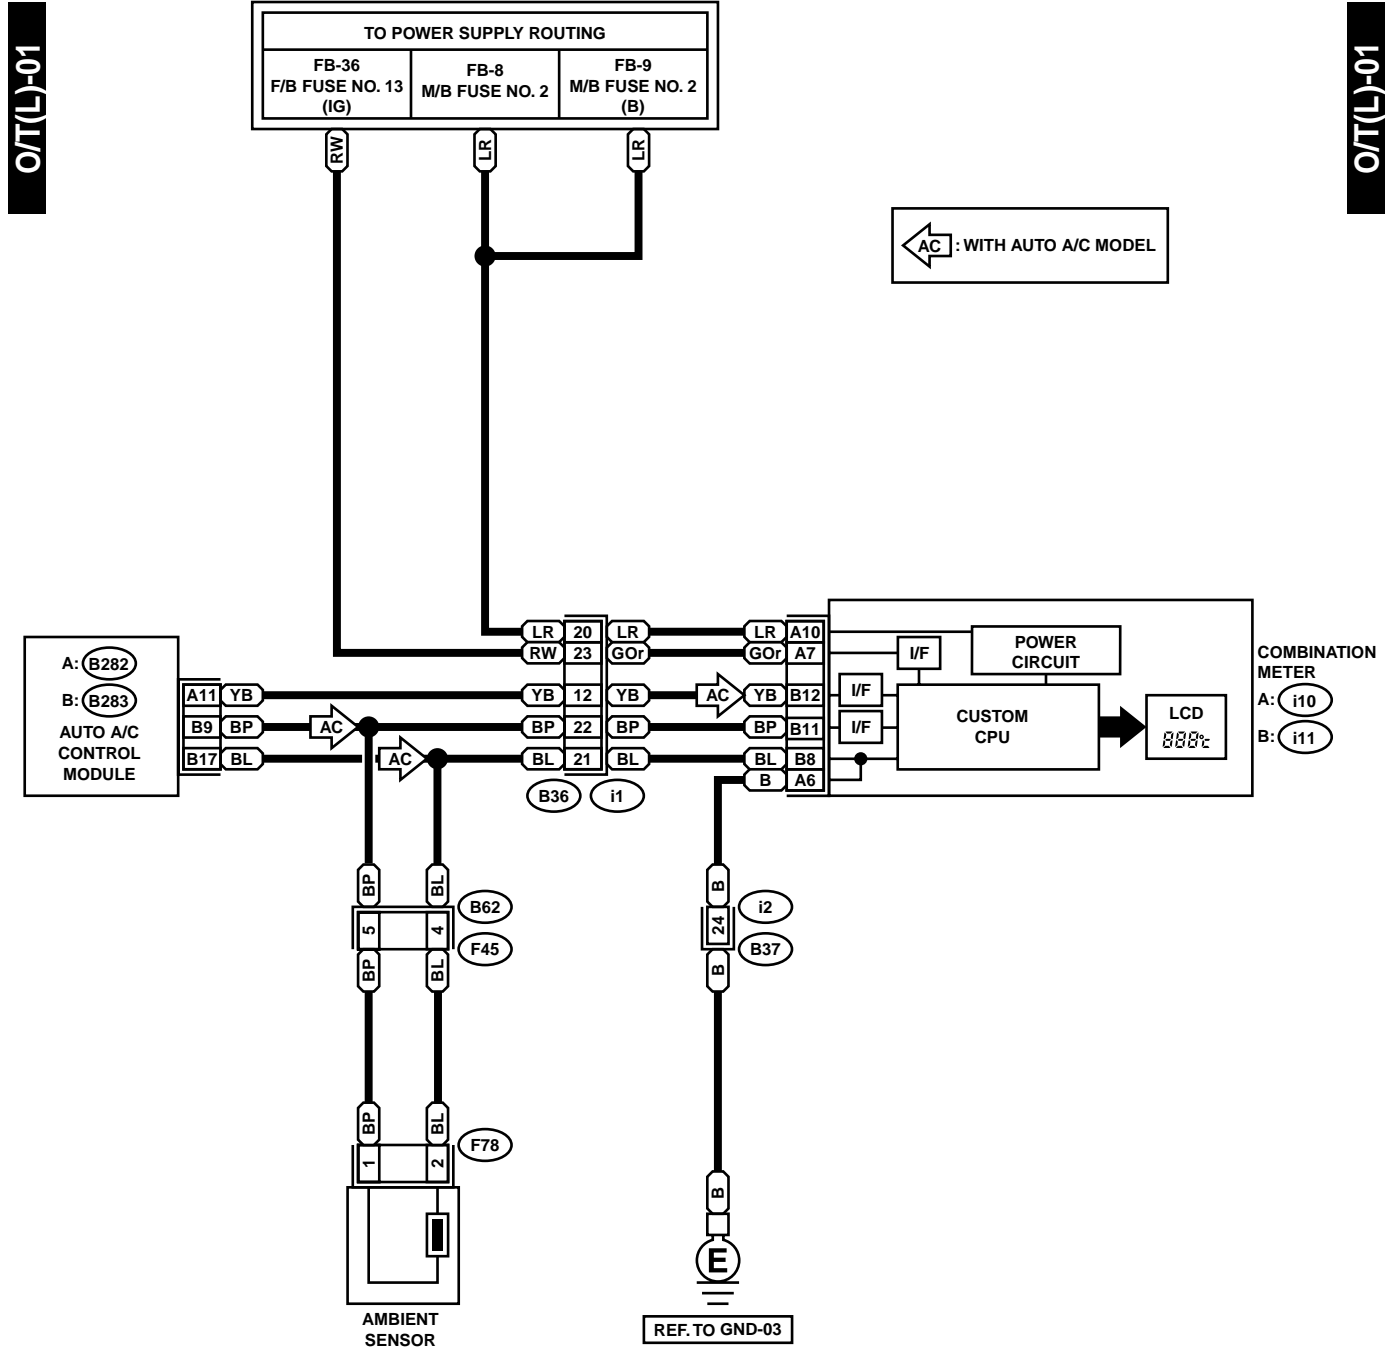 O/T(L)-01
O/T(L)-01
TO POWER SUPPLY ROUTING
FB-36
F/B FUSE NO. 13
(IG)
FB-8
M/B FUSE NO. 2
FB-9
M/B FUSE NO. 2
(B)
RW
LR
LR
AC : WITH AUTO A/C MODEL
A: B282
B: B283
AUTO A/C
CONTROL
MODULE
LR 20 LR LR A10
RW 23 GOr GOr A7
A11 YB YB 12 YB AC YB B12
B9 BP AC BP 22 BP BP B11
B17 BL AC BL 21 BL BL B8
B A6
B36 i1
I/F
POWER
CIRCUIT
I/F
I/F
CUSTOM
CPU
LCD
888°c
COMBINATION
METER
A: i10
B: i11
BP BL
5 4
B62
F45
BP BL
BP BL
1 2
F78
AMBIENT
SENSOR
B
24
i2
B37
B
B
E
REF. TO GND-03